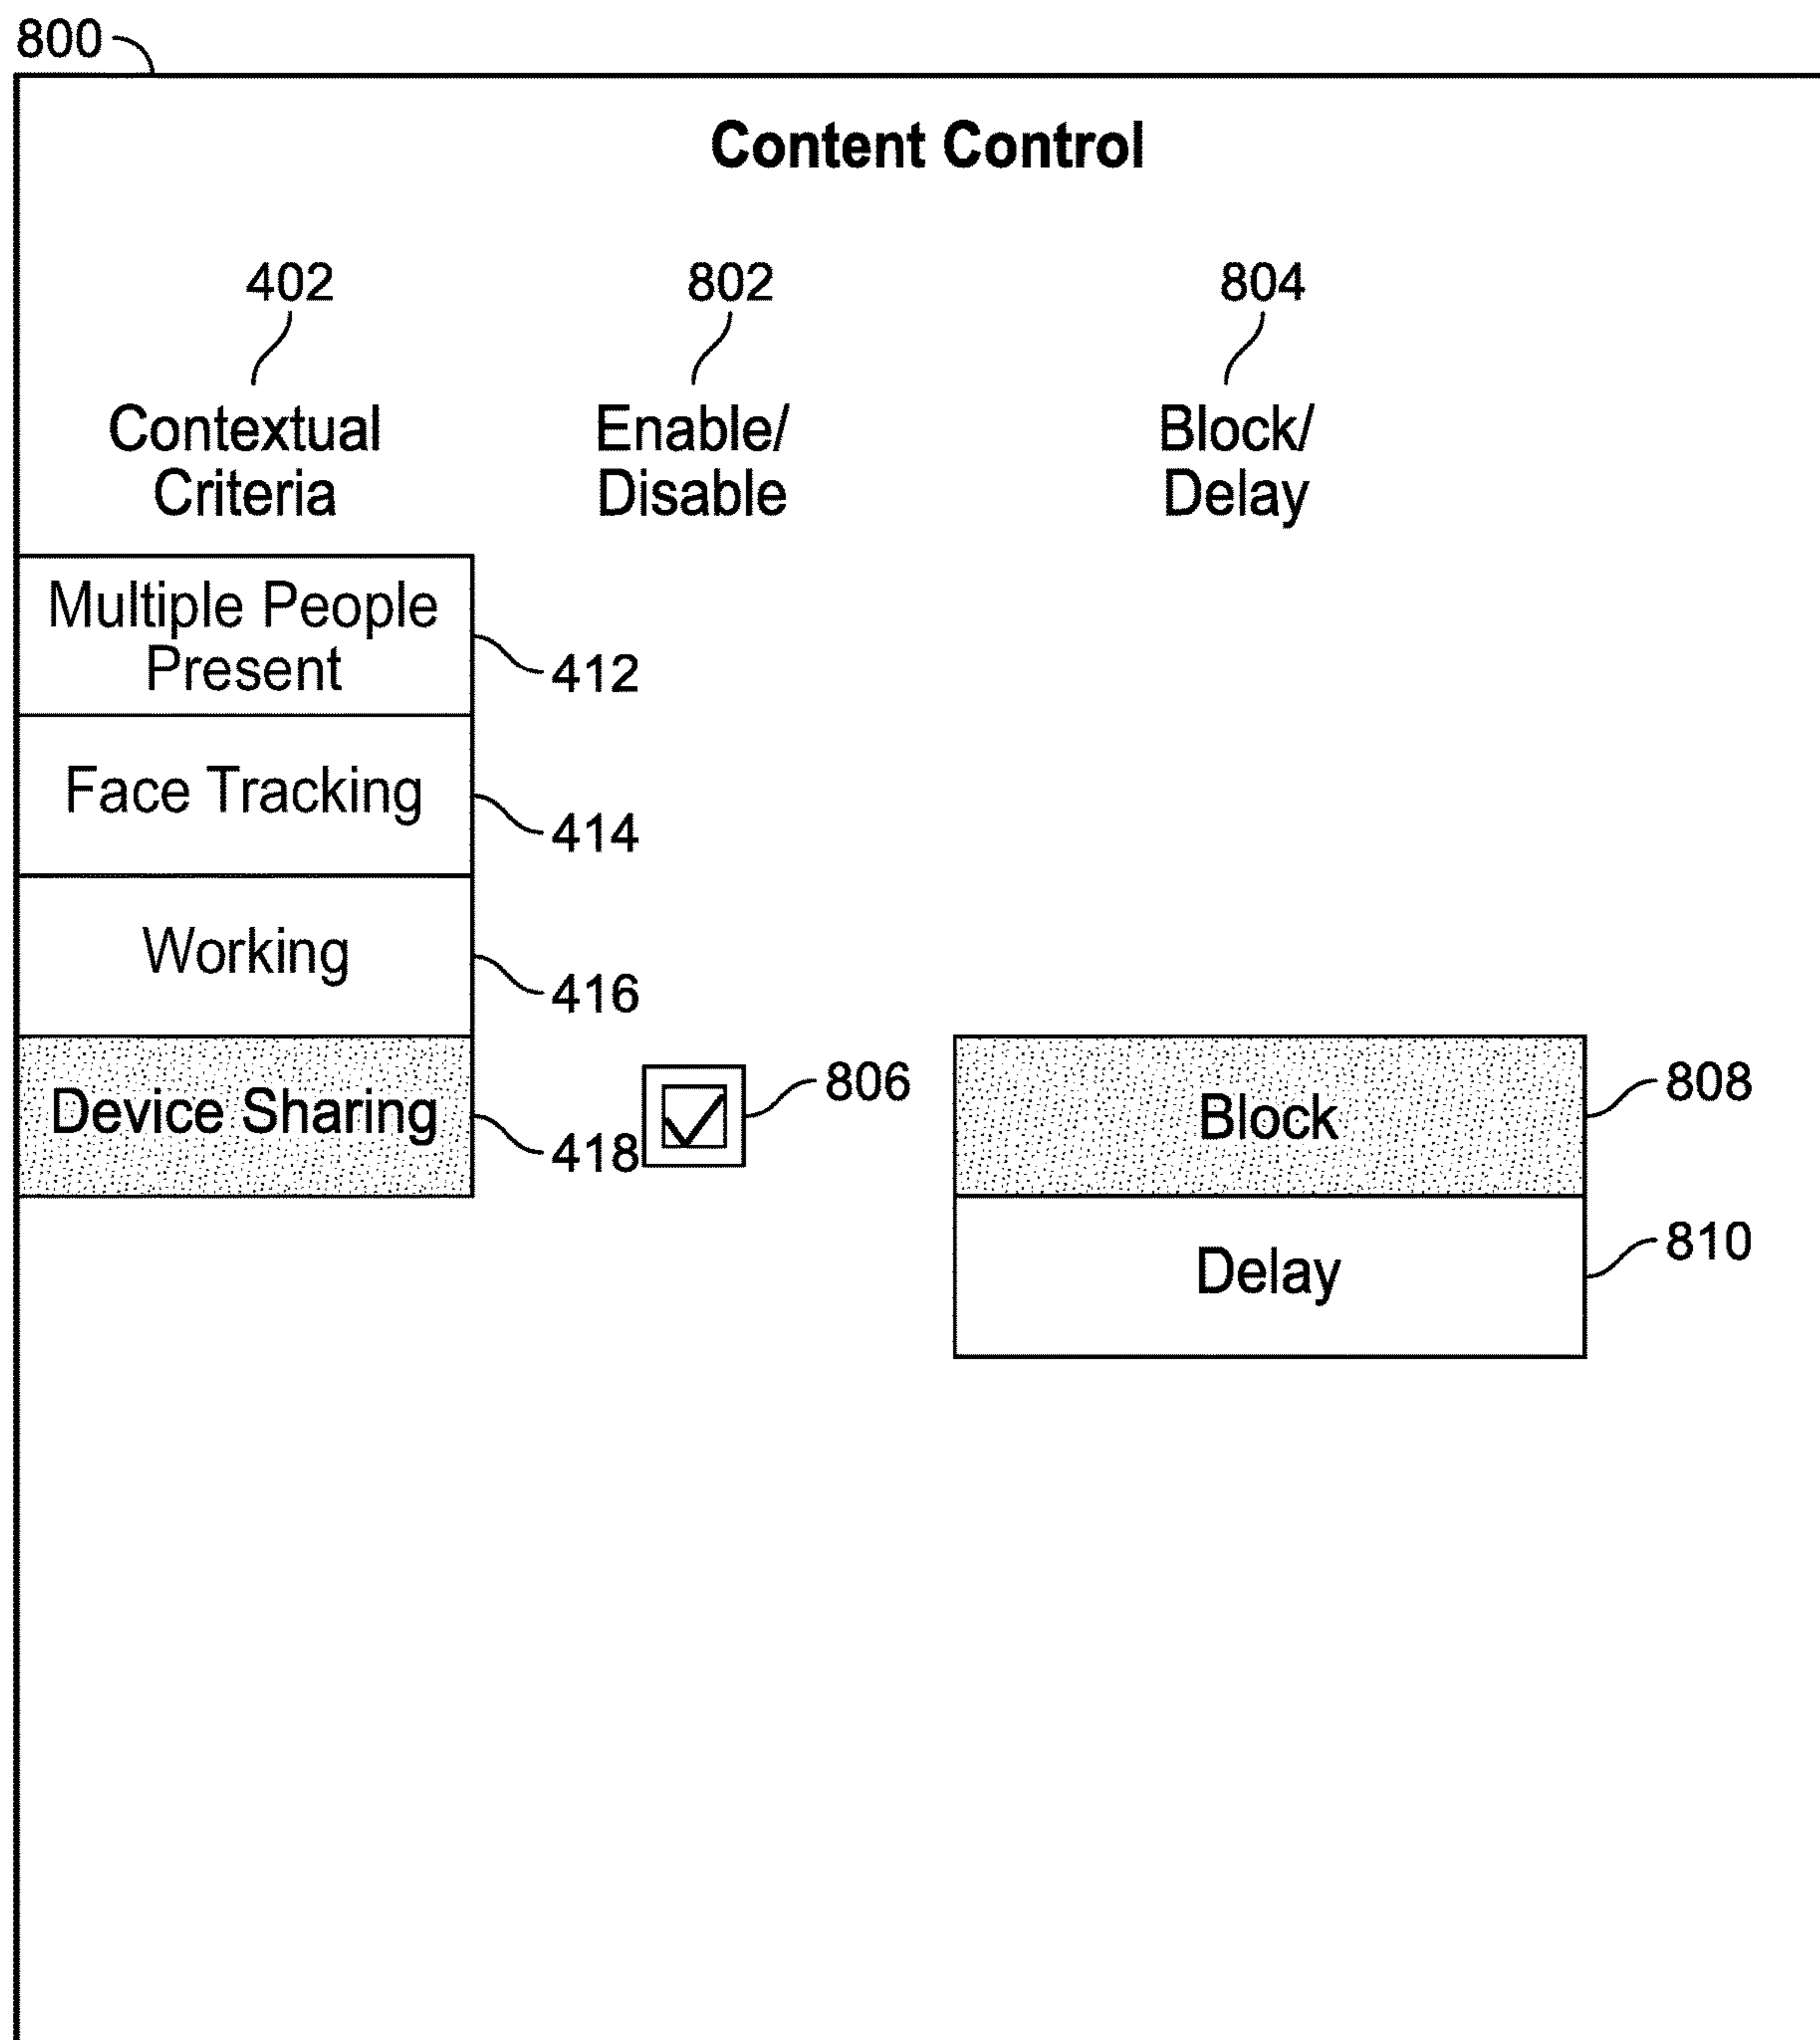 800
Content Control
402
802
804
Contextual
Criteria
Enable/
Disable
Block/
Delay
Multiple People
Present
412
Face Tracking
414
Working
416
Device Sharing
418
806
Block
808
Delay
810